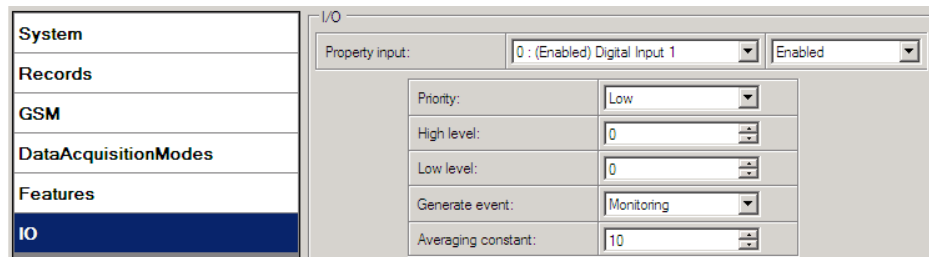 System
Records
GSM
DataAcquisitionModes
Features
IO
I/O
Property input: 0 : (Enabled) Digital Input 1 Enabled
Priority: Low
High level: 0
Low level: 0
Generate event: Monitoring
Averaging constant: 10